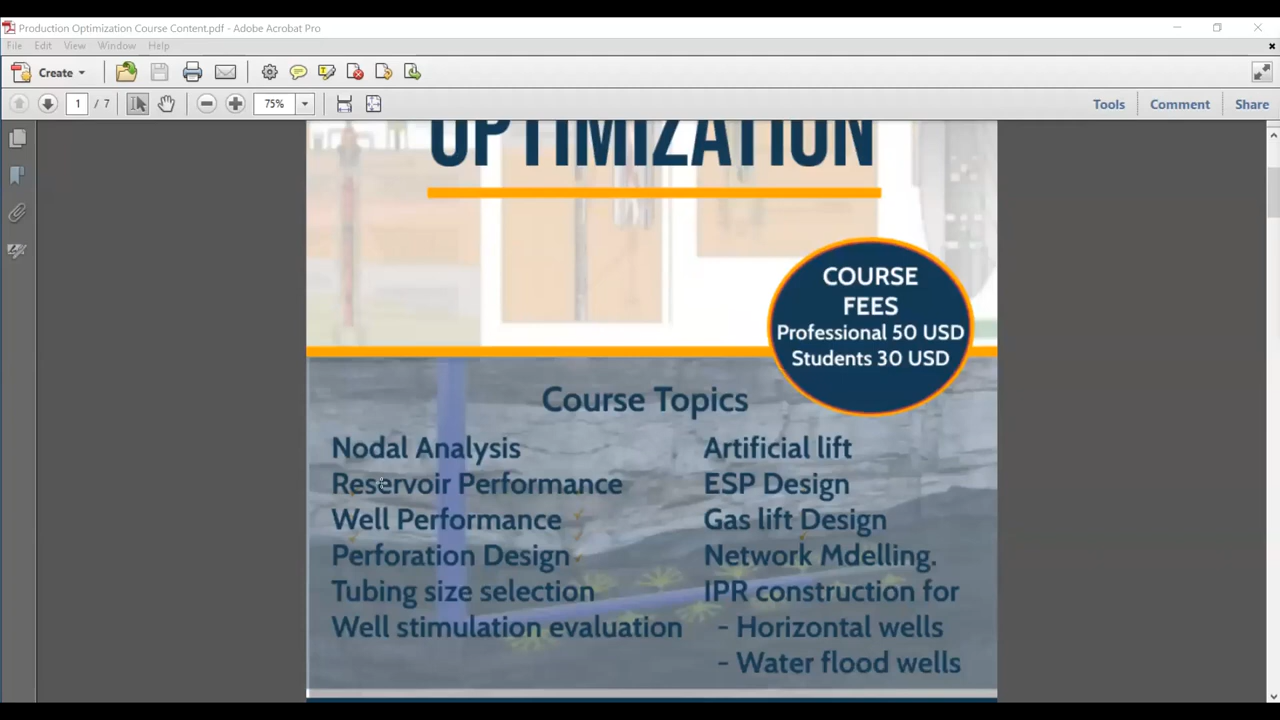 Production Optimization Course Content.pdf - Adobe Acrobat Pro
File Edit View Window Help
Create
1 / 7 75% Tools Comment Share
OPTIMIZATION
COURSE
FEES
Professional 50 USD
Students 30 USD
Course Topics
Nodal Analysis
Reservoir Performance
Well Performance
Perforation Design
Tubing size selection
Well stimulation evaluation
Artificial lift
ESP Design
Gas lift Design
Network Mdelling.
IPR construction for
- Horizontal wells
- Water flood wells